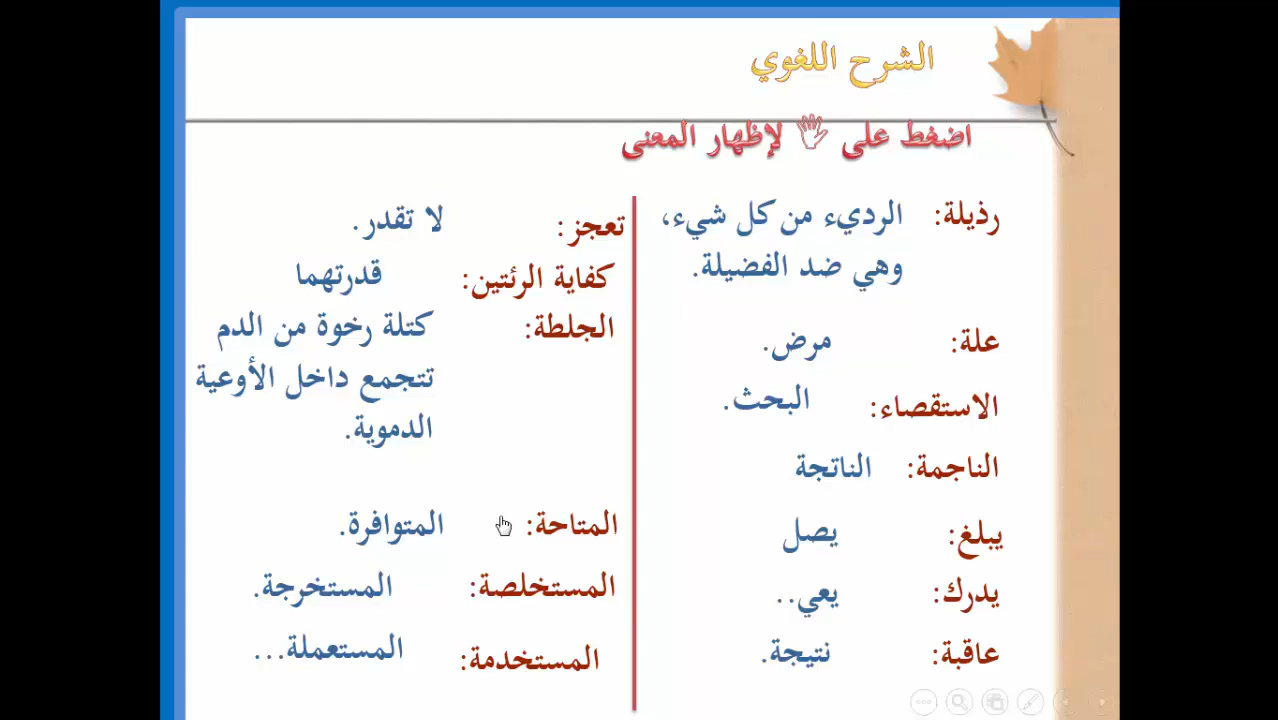 الشرح اللغوي
اضغط على لإظهار المعنى
رذيلة: الرديء من كل شيء،
وهي ضد الفضيلة.
علة: مرض.
الاستقصاء: البحث.
الناجمة: الناتجة
يبلغ: يصل
يدرك: يعي..
عاقبة: نتيجة.
تعجز: لا تقدر.
كفاية الرئتين: قدرتهما
الجلطة: كتلة رخوة من الدم
تتجمع داخل الأوعية
الدموية.
المتاحة: المتوافرة.
المستخلصة: المستخرجة.
المستخدمة: المستعملة...